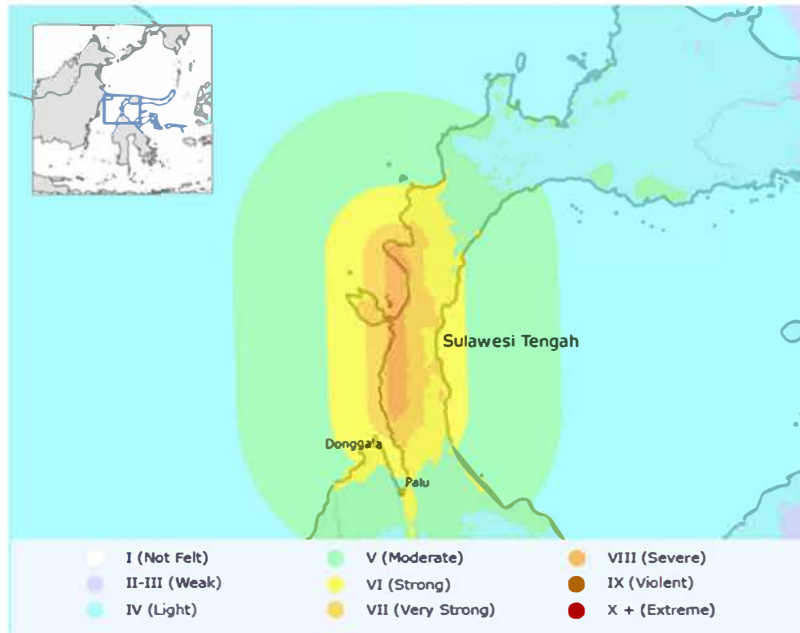 Sulawesi Tengah
Donggala
Palu
I (Not Felt)
II-III (Weak)
IV (Light)
V (Moderate)
VI (Strong)
VII (Very Strong)
VIII (Severe)
IX (Violent)
X + (Extreme)